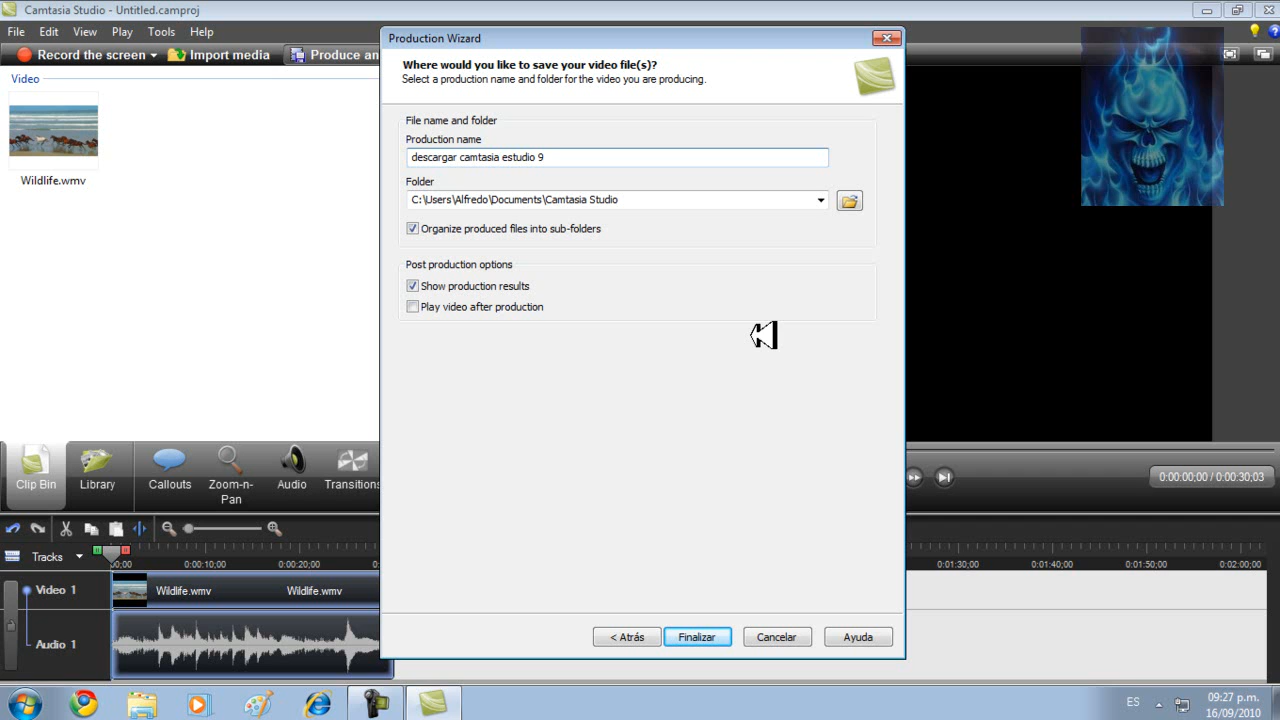 Camtasia Studio - Untitled.camproj
File Edit View Play Tools Help
Record the screen Import media Produce an
Video
Wildlife.wmv
Production Wizard
Where would you like to save your video file(s)?
Select a production name and folder for the video you are producing.
File name and folder
Production name
descargar camtasia estudio 9
Folder
C:\Users\Alfredo\Documents\Camtasia Studio
Organize produced files into sub-folders
Post production options
Show production results
Play video after production
< Atrás Finalizar Cancelar Ayuda
Clip Bin Library Callouts Zoom-n-Pan Audio Transitions
0:00:00;00 / 0:00:30;03
Tracks
00;00 0:00:10;00 0:00:20;00 0:01:30;00 0:01:40;00 0:01:50;00 0:02:00;00
Video 1 Wildlife.wmv Wildlife.wmv
Audio 1
ES
09:27 p.m.
16/09/2010